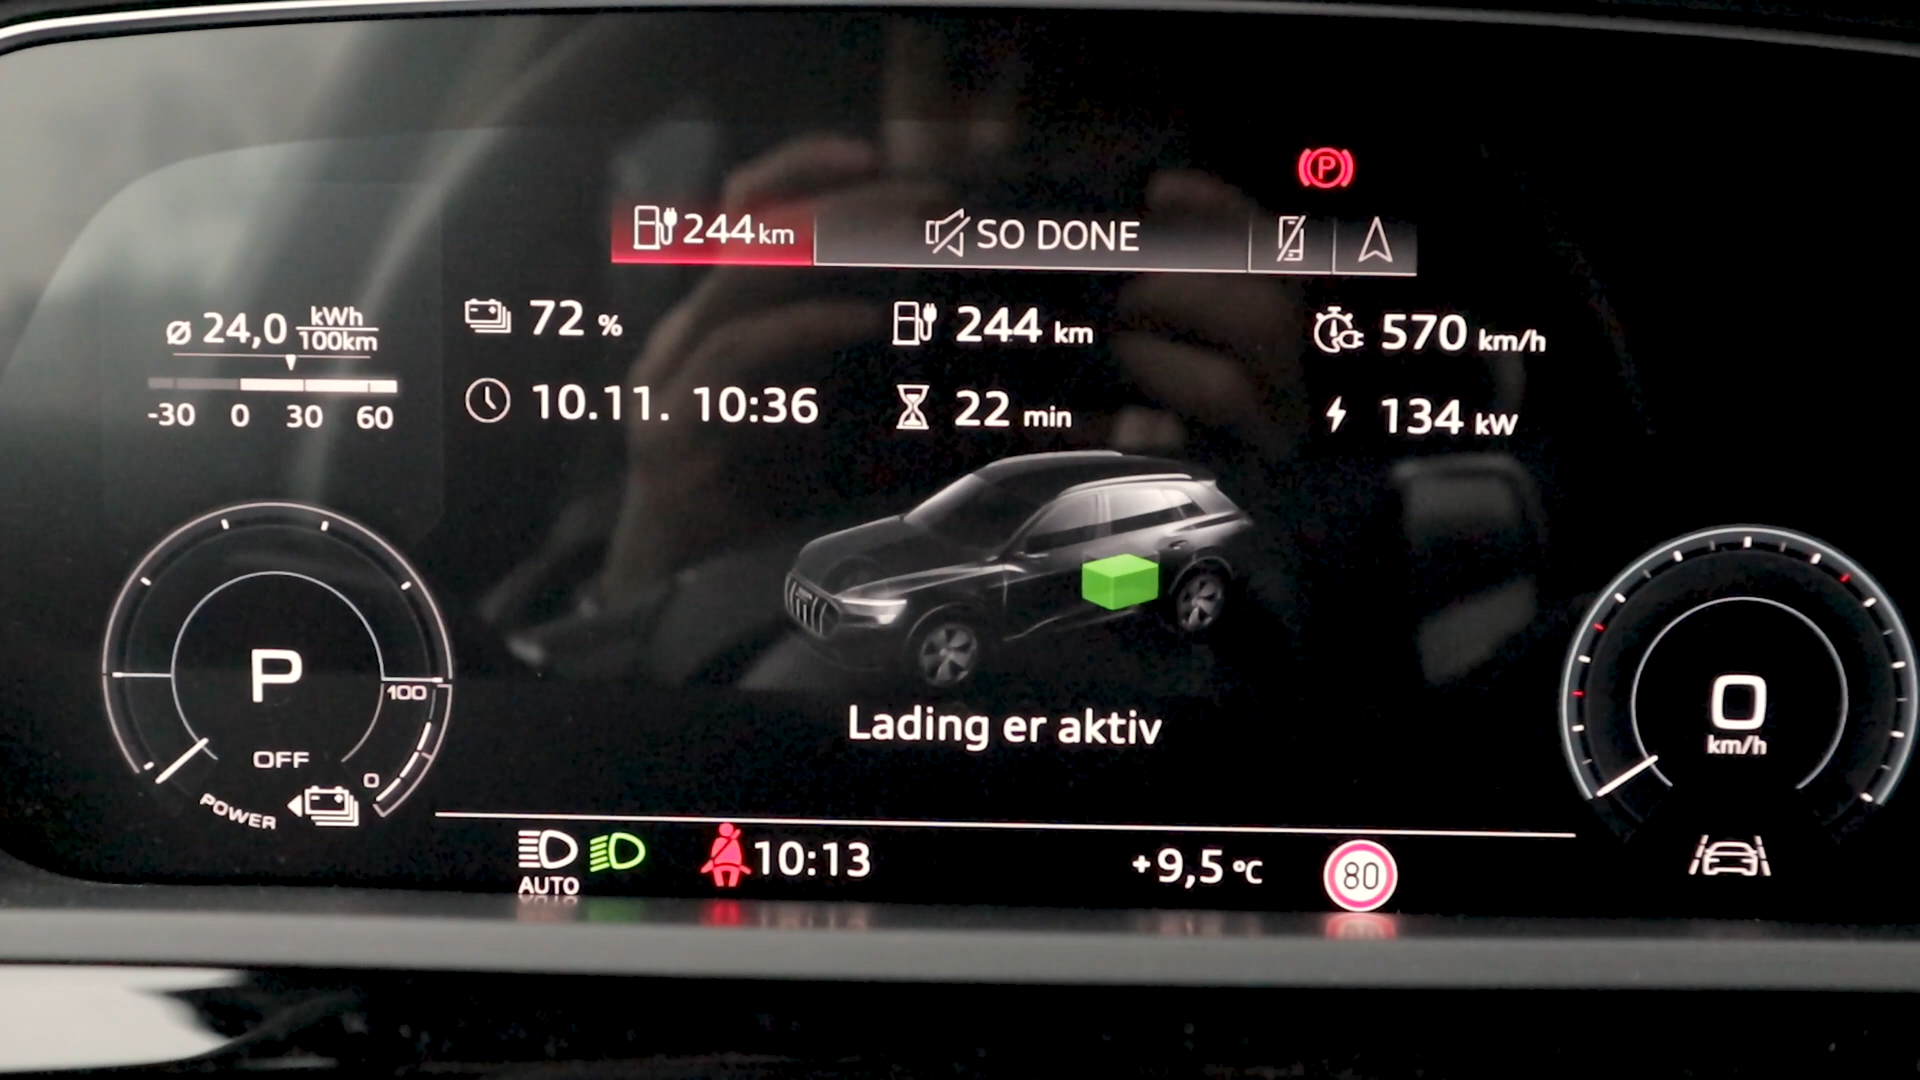 244 km
SO DONE
ø 24,0 kWh/100km
-30 0 30 60
72 %
244 km
570 km/h
10.11. 10:36
22 min
134 kW
P
OFF
100
0
POWER
Lading er aktiv
0
km/h
AUTO
10:13
+9,5 °C
80